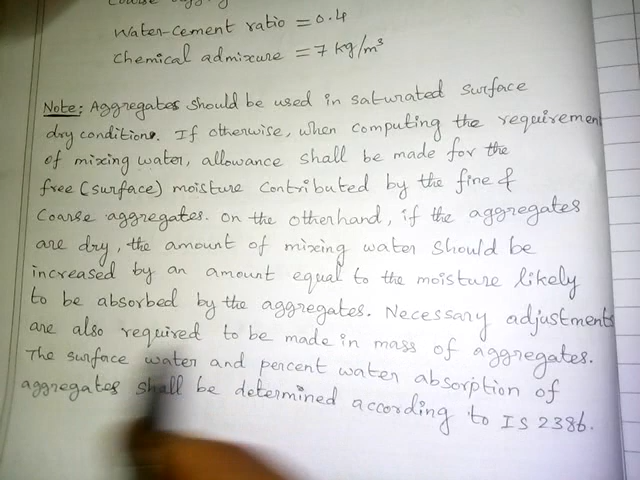 Water-cement ratio = 0.4
Chemical admixure = 7 kg/m³
Note: Aggregates should be used in saturated surface
dry conditions. If otherwise, when computing the requiremen
of mixing water, allowance shall be made for the
free (surface) moisture contributed by the fine &
Coarse aggregates. On the otherhand, if the aggregates
are dry, the amount of mixing water should be
increased by an amount equal to the moisture likely
to be absorbed by the aggregates. Necessary adjustments
are also required to be made in mass of aggregates.
The surface water and percent water absorption of
aggregates shall be determined according to IS 2386.